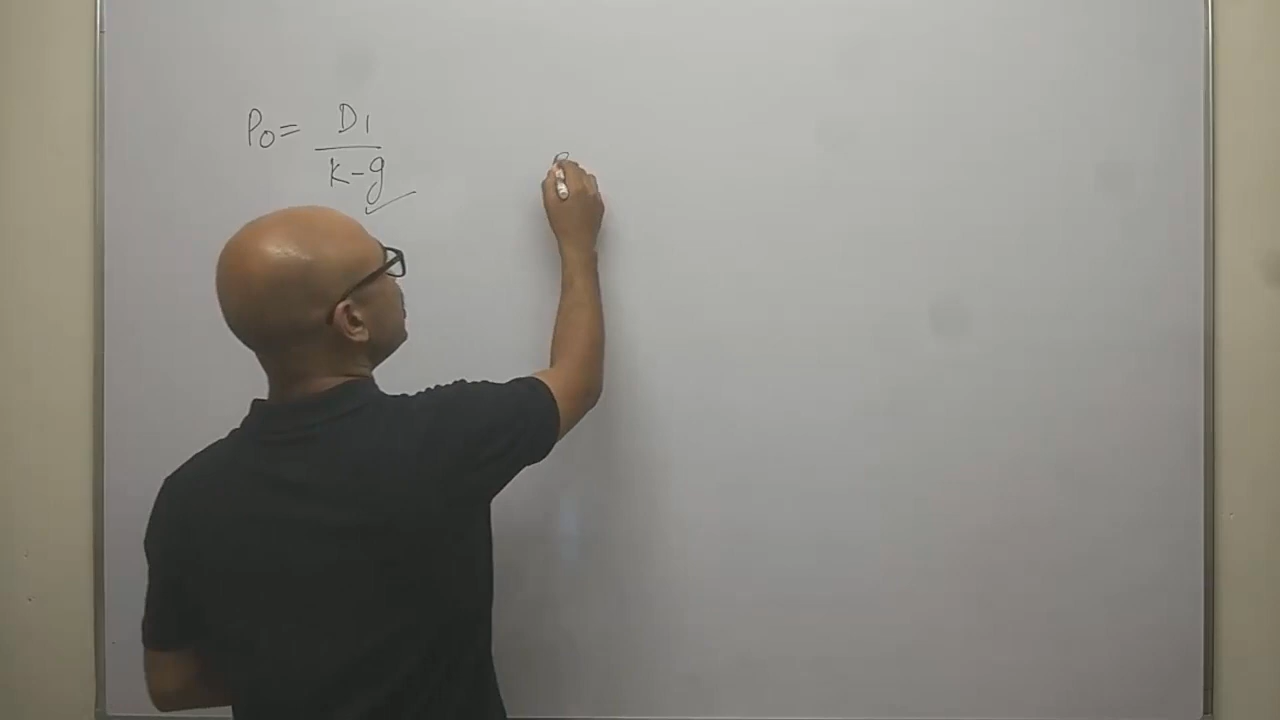 P0 = D1
k-g